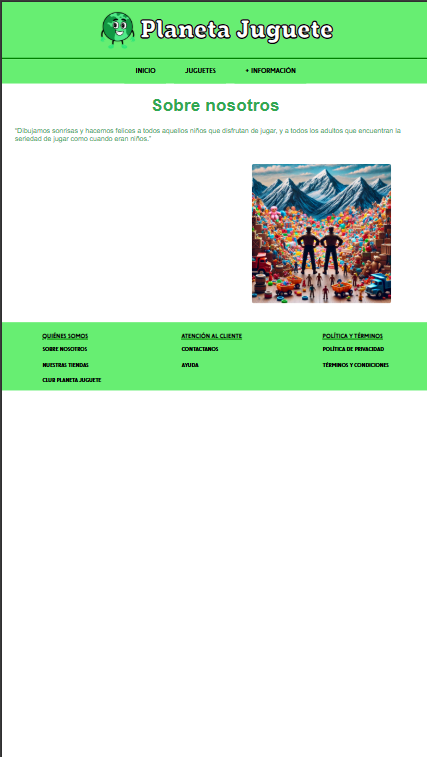 Planeta Juguete
INICIO JUGUETES + INFORMACIÓN
Sobre nosotros
"Dibujamos sonrisas y hacemos felices a todos aquellos niños que disfrutan de jugar, y a todos los adultos que encuentran la
seriedad de jugar como cuando eran niños."
QUIÉNES SOMOS
SOBRE NOSOTROS
NUESTRAS TIENDAS
CLUB PLANETA JUGUETE
ATENCIÓN AL CLIENTE
CONTACTANOS
AYUDA
POLÍTICA Y TÉRMINOS
POLÍTICA DE PRIVACIDAD
TÉRMINOS Y CONDICIONES